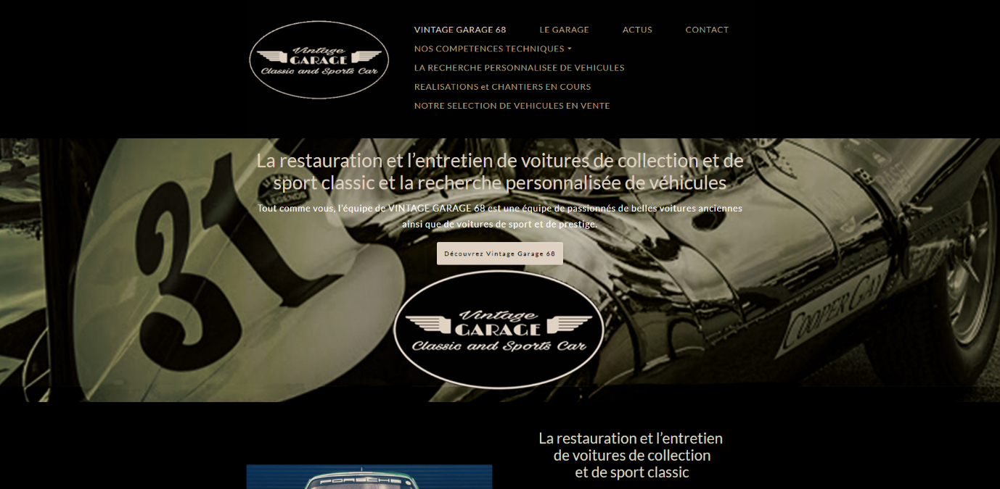 Vintage
GARAGE
Classic and Sports Car
VINTAGE GARAGE 68 LE GARAGE ACTUS CONTACT
NOS COMPETENCES TECHNIQUES
LA RECHERCHE PERSONNALISEE DE VEHICULES
REALISATIONS et CHANTIERS EN COURS
NOTRE SELECTION DE VEHICULES EN VENTE
La restauration et l’entretien de voitures de collection et de
sport classic et la recherche personnalisée de véhicules
Tout comme vous, l’équipe de VINTAGE GARAGE 68 est une équipe de passionnés de belles voitures anciennes
ainsi que de voitures de sport et de prestige.
Découvrez Vintage Garage 68
31
LEGENDS
COOPER GAY
Vintage
GARAGE
Classic and Sports Car
La restauration et l’entretien
de voitures de collection
et de sport classic
PORSCHE